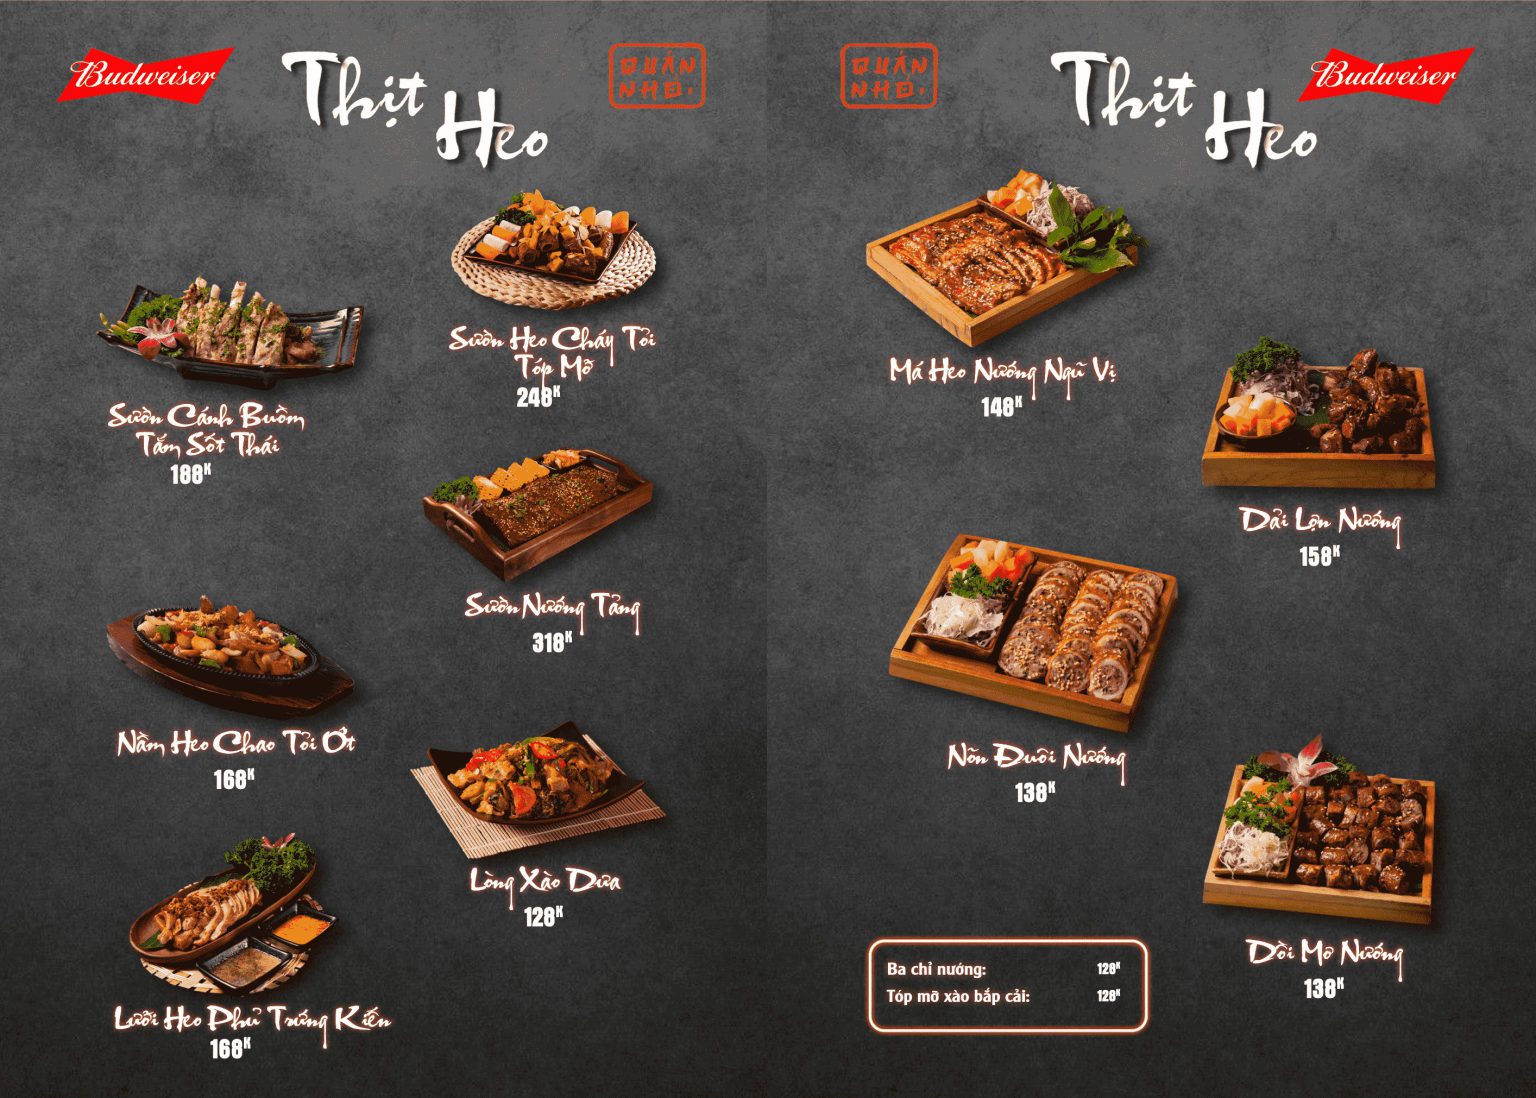 Budweiser
Thịt
Heo
QUÁN
NHỎ.
Sườn Heo Cháy Tỏi
Tóp Mỡ
248K
Sườn Cánh Buồm
Tắm Sốt Thái
188K
Sườn Nướng Tảng
318K
Nầm Heo Chao Tỏi Ớt
168K
Lòng Xào Dưa
128K
Lưỡi Heo Phủ Trứng Kiến
168K
QUÁN
NHỎ.
Thịt
Heo
Budweiser
Má Heo Nướng Ngũ Vị
148K
Dải Lợn Nướng
158K
Nõn Đuôi Nướng
138K
Dồi Mỡ Nướng
138K
Ba chỉ nướng: 128K
Tóp mỡ xào bắp cải: 128K